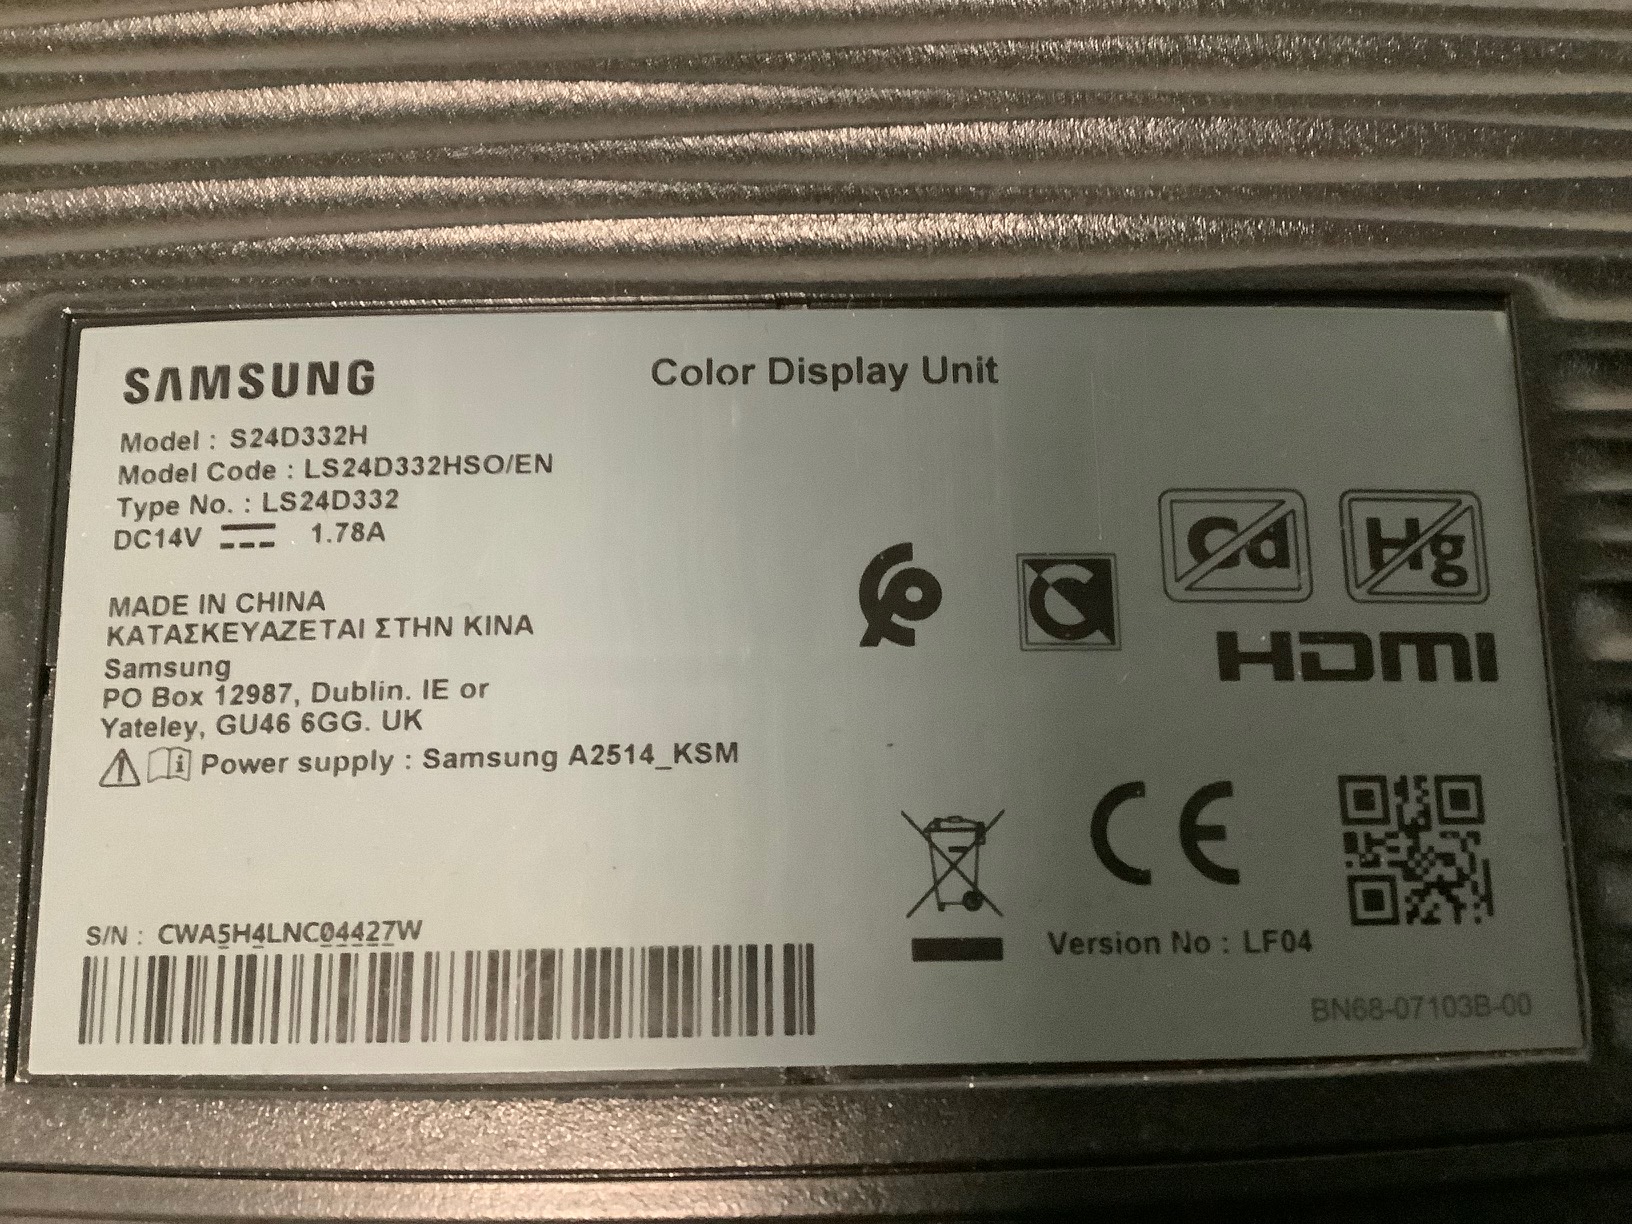 SAMSUNG
Color Display Unit
Model : S24D332H
Model Code : LS24D332HSO/EN
Type No. : LS24D332
DC14V 1.78A
MADE IN CHINA
ΚΑΤΑΣΚΕΥΑΖΕΤΑΙ ΣΤΗΝ ΚΙΝΑ
Samsung
PO Box 12987, Dublin. IE or
Yateley, GU46 6GG. UK
Power supply : Samsung A2514_KSM
Cd
Hg
HDMI
CE
S/N : CWA5H4LNC04427W
Version No : LF04
BN68-07103B-00